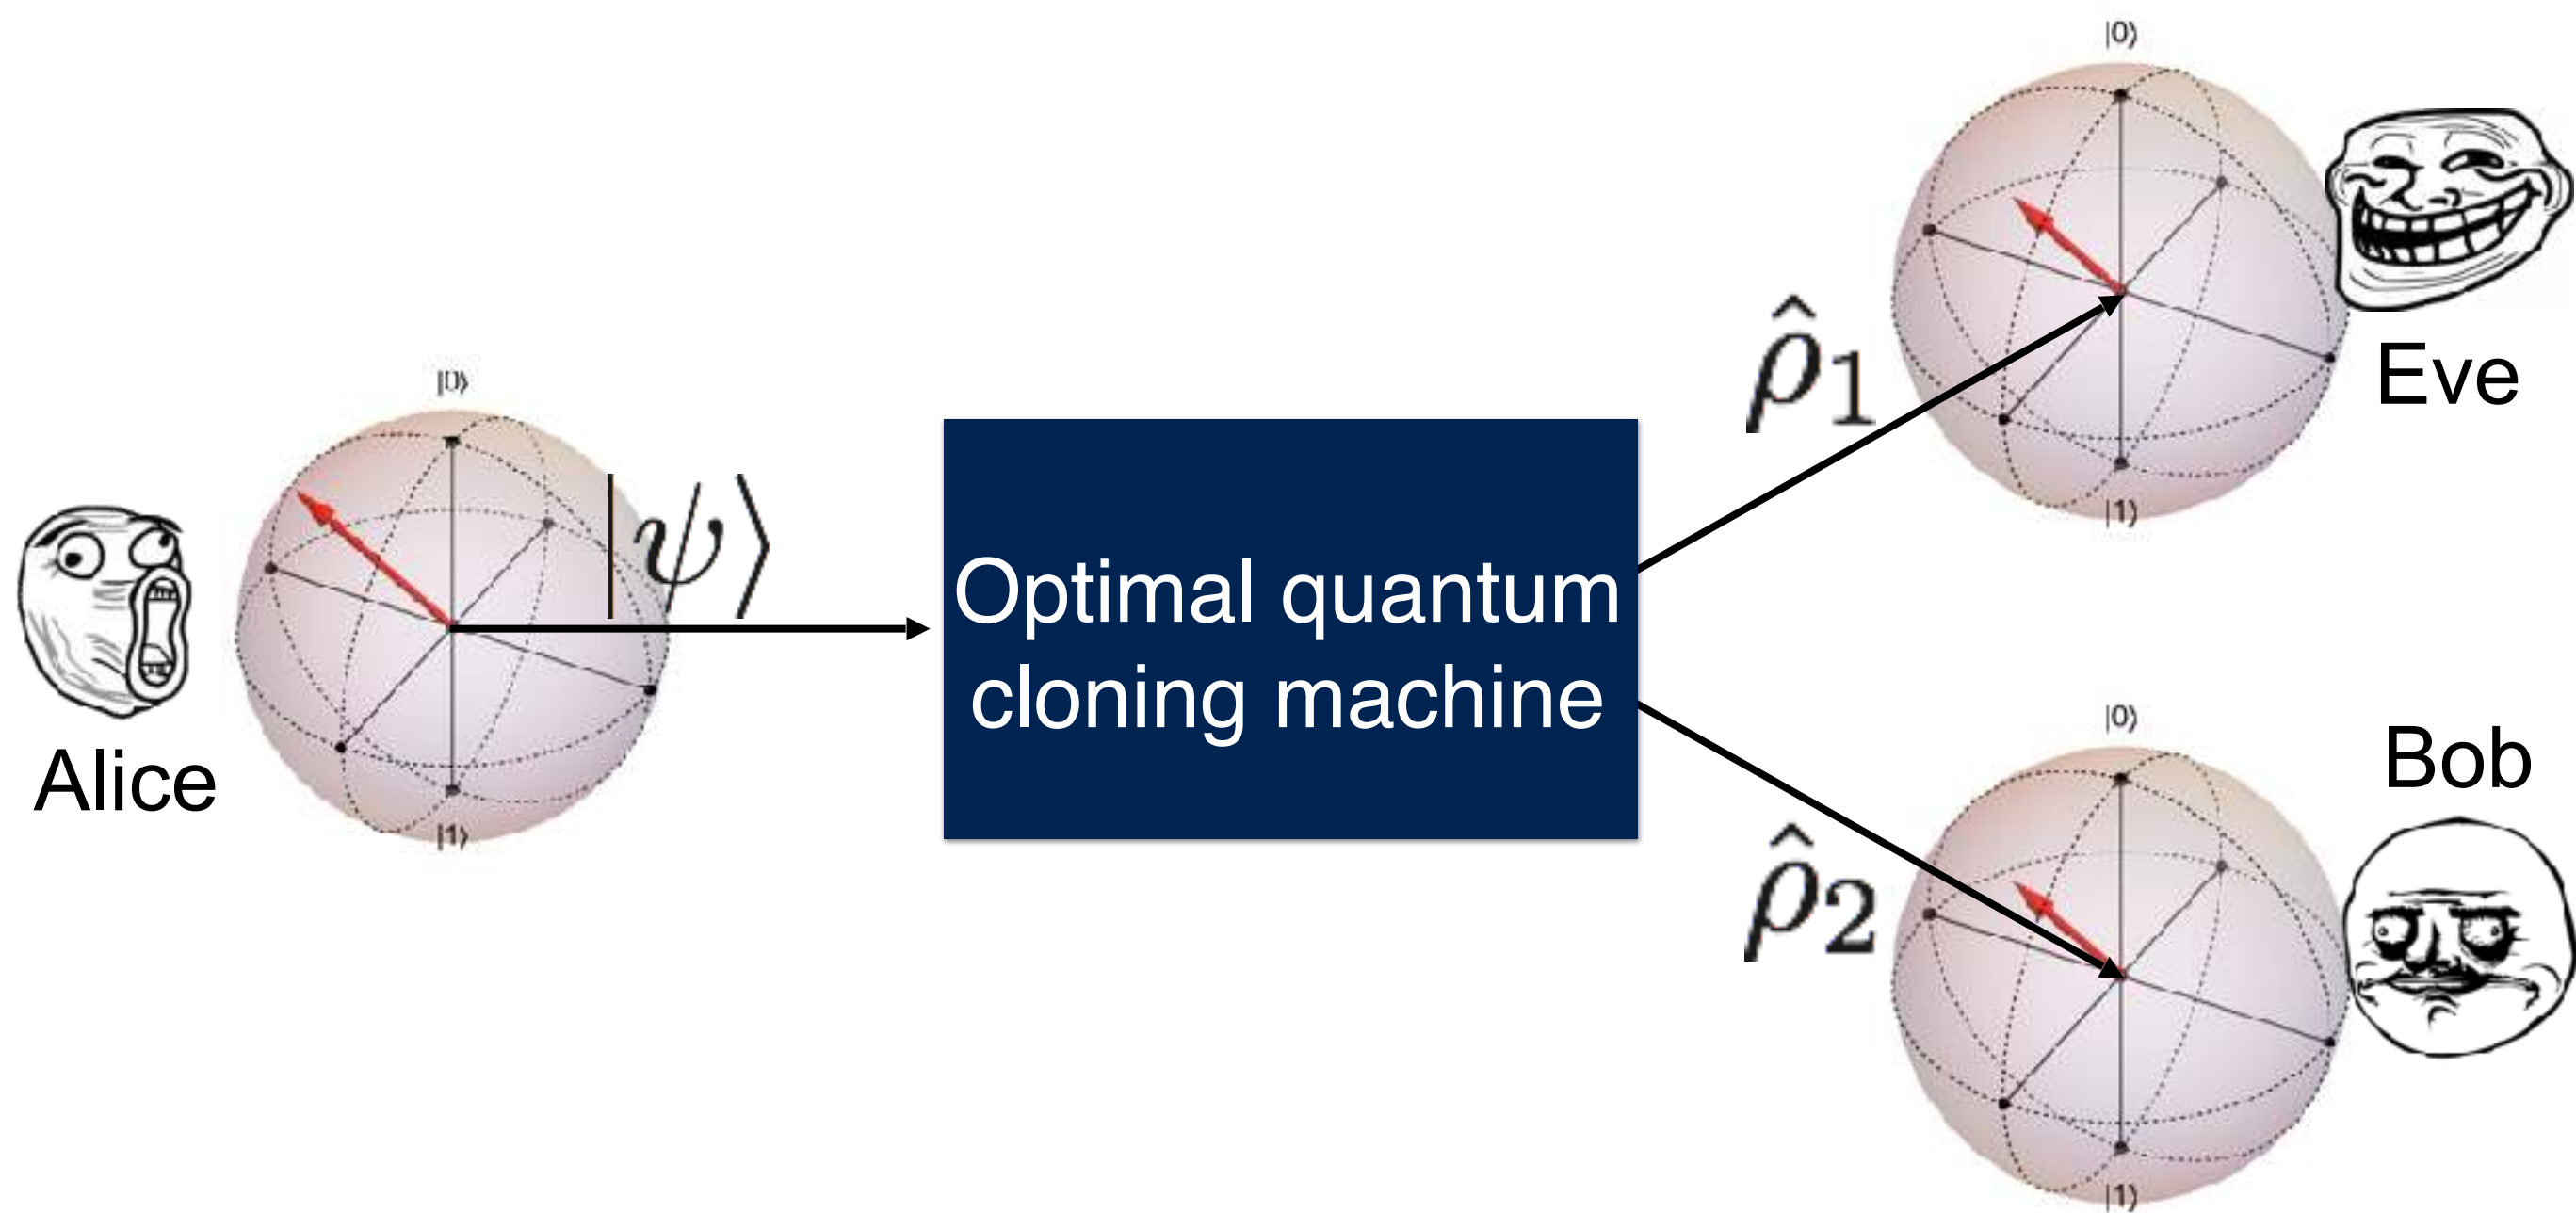 |0⟩
|1⟩
Alice
|ψ⟩
Optimal quantum
cloning machine
ρ̂₁
|0⟩
|1⟩
Eve
ρ̂₂
|0⟩
|1⟩
Bob